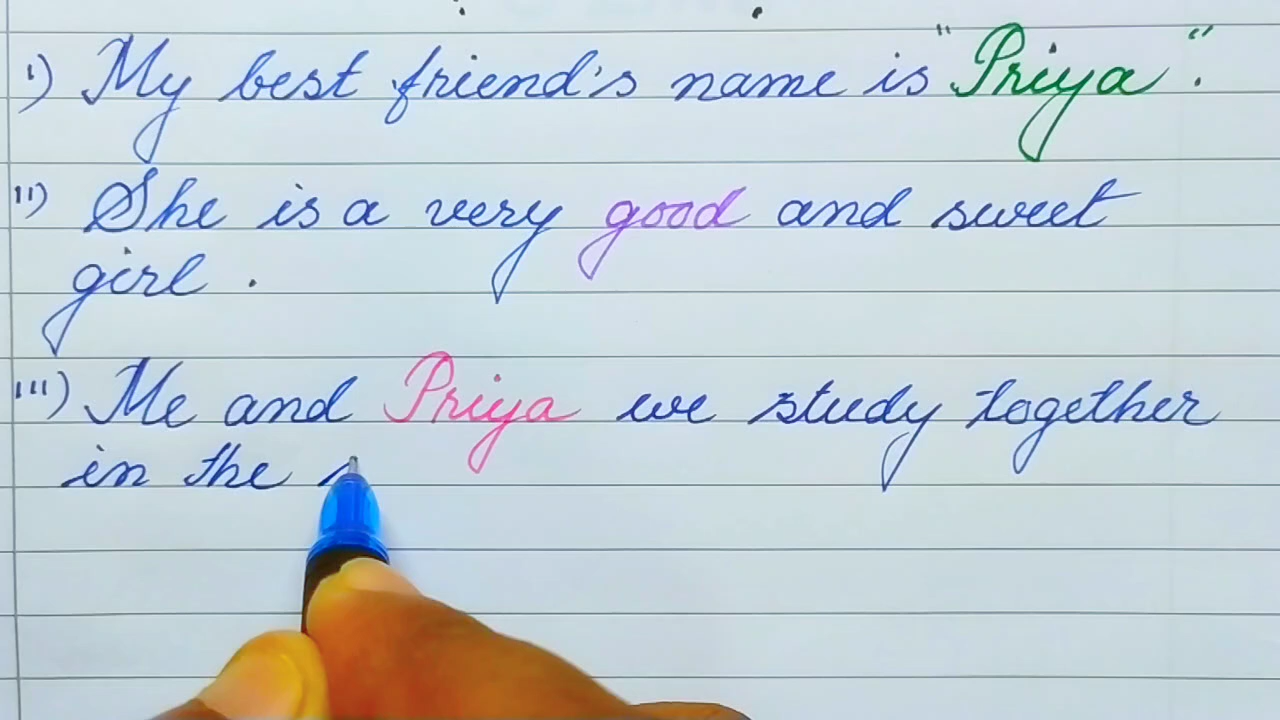 i) My best friend's name is "Priya".
ii) She is a very good and sweet
girl.
iii) Me and Priya we study together
in the